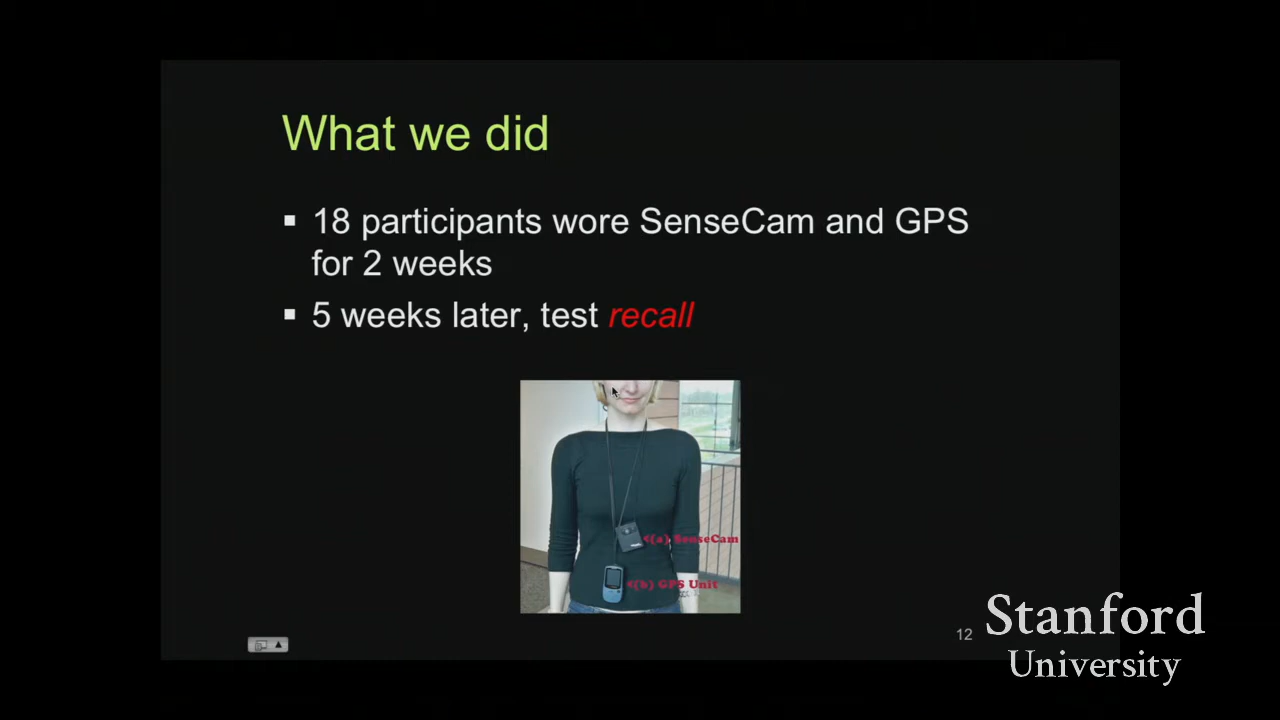 What we did
18 participants wore SenseCam and GPS
for 2 weeks
5 weeks later, test recall
<(a) SenseCam
<(b) GPS Unit
12
Stanford
University